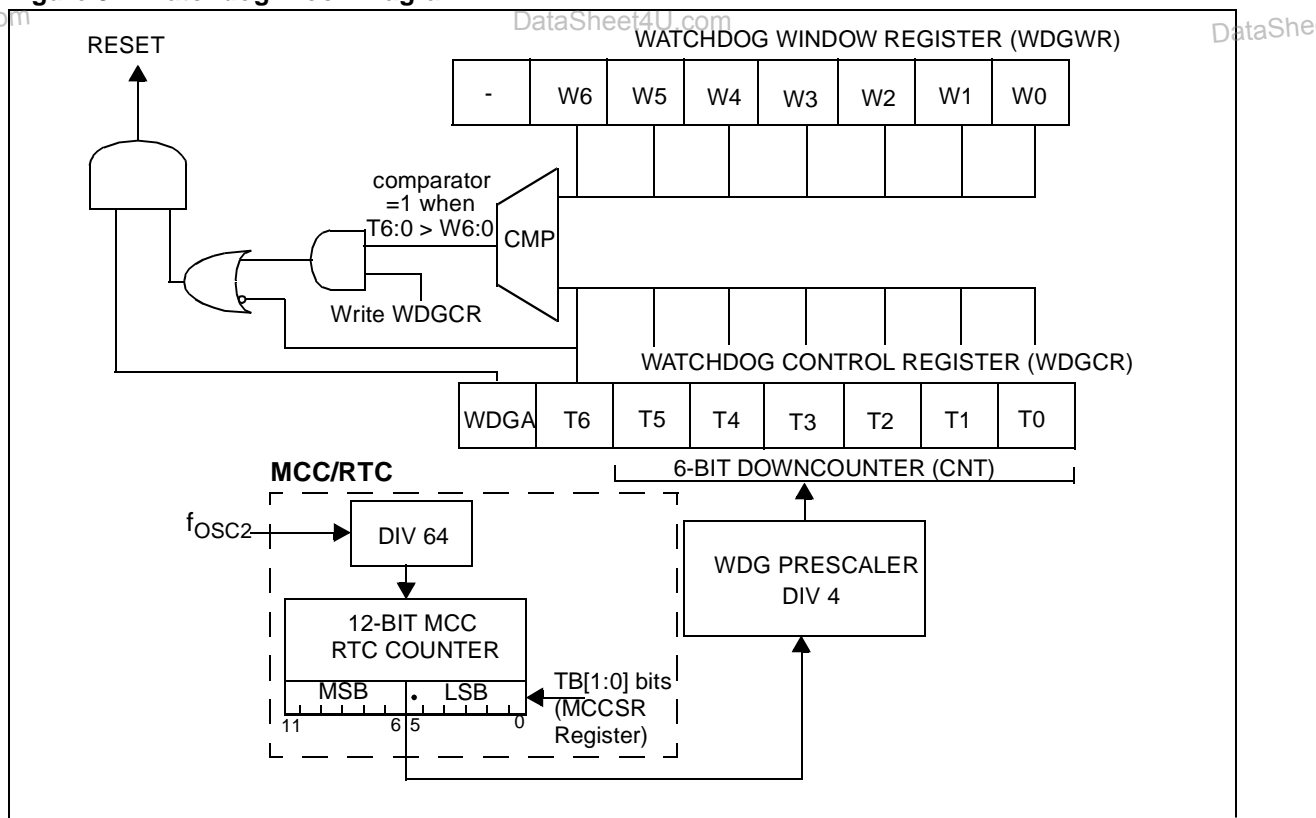 DataSheet4U.com
DataShe
RESET
WATCHDOG WINDOW REGISTER (WDGWR)
- W6 W5 W4 W3 W2 W1 W0
comparator
=1 when
T6:0 > W6:0
CMP
Write WDGCR
WATCHDOG CONTROL REGISTER (WDGCR)
WDGA T6 T5 T4 T3 T2 T1 T0
6-BIT DOWNCOUNTER (CNT)
MCC/RTC
fOSC2
DIV 64
WDG PRESCALER
DIV 4
12-BIT MCC
RTC COUNTER
MSB LSB
11 6 5 0
TB[1:0] bits
(MCCSR
Register)